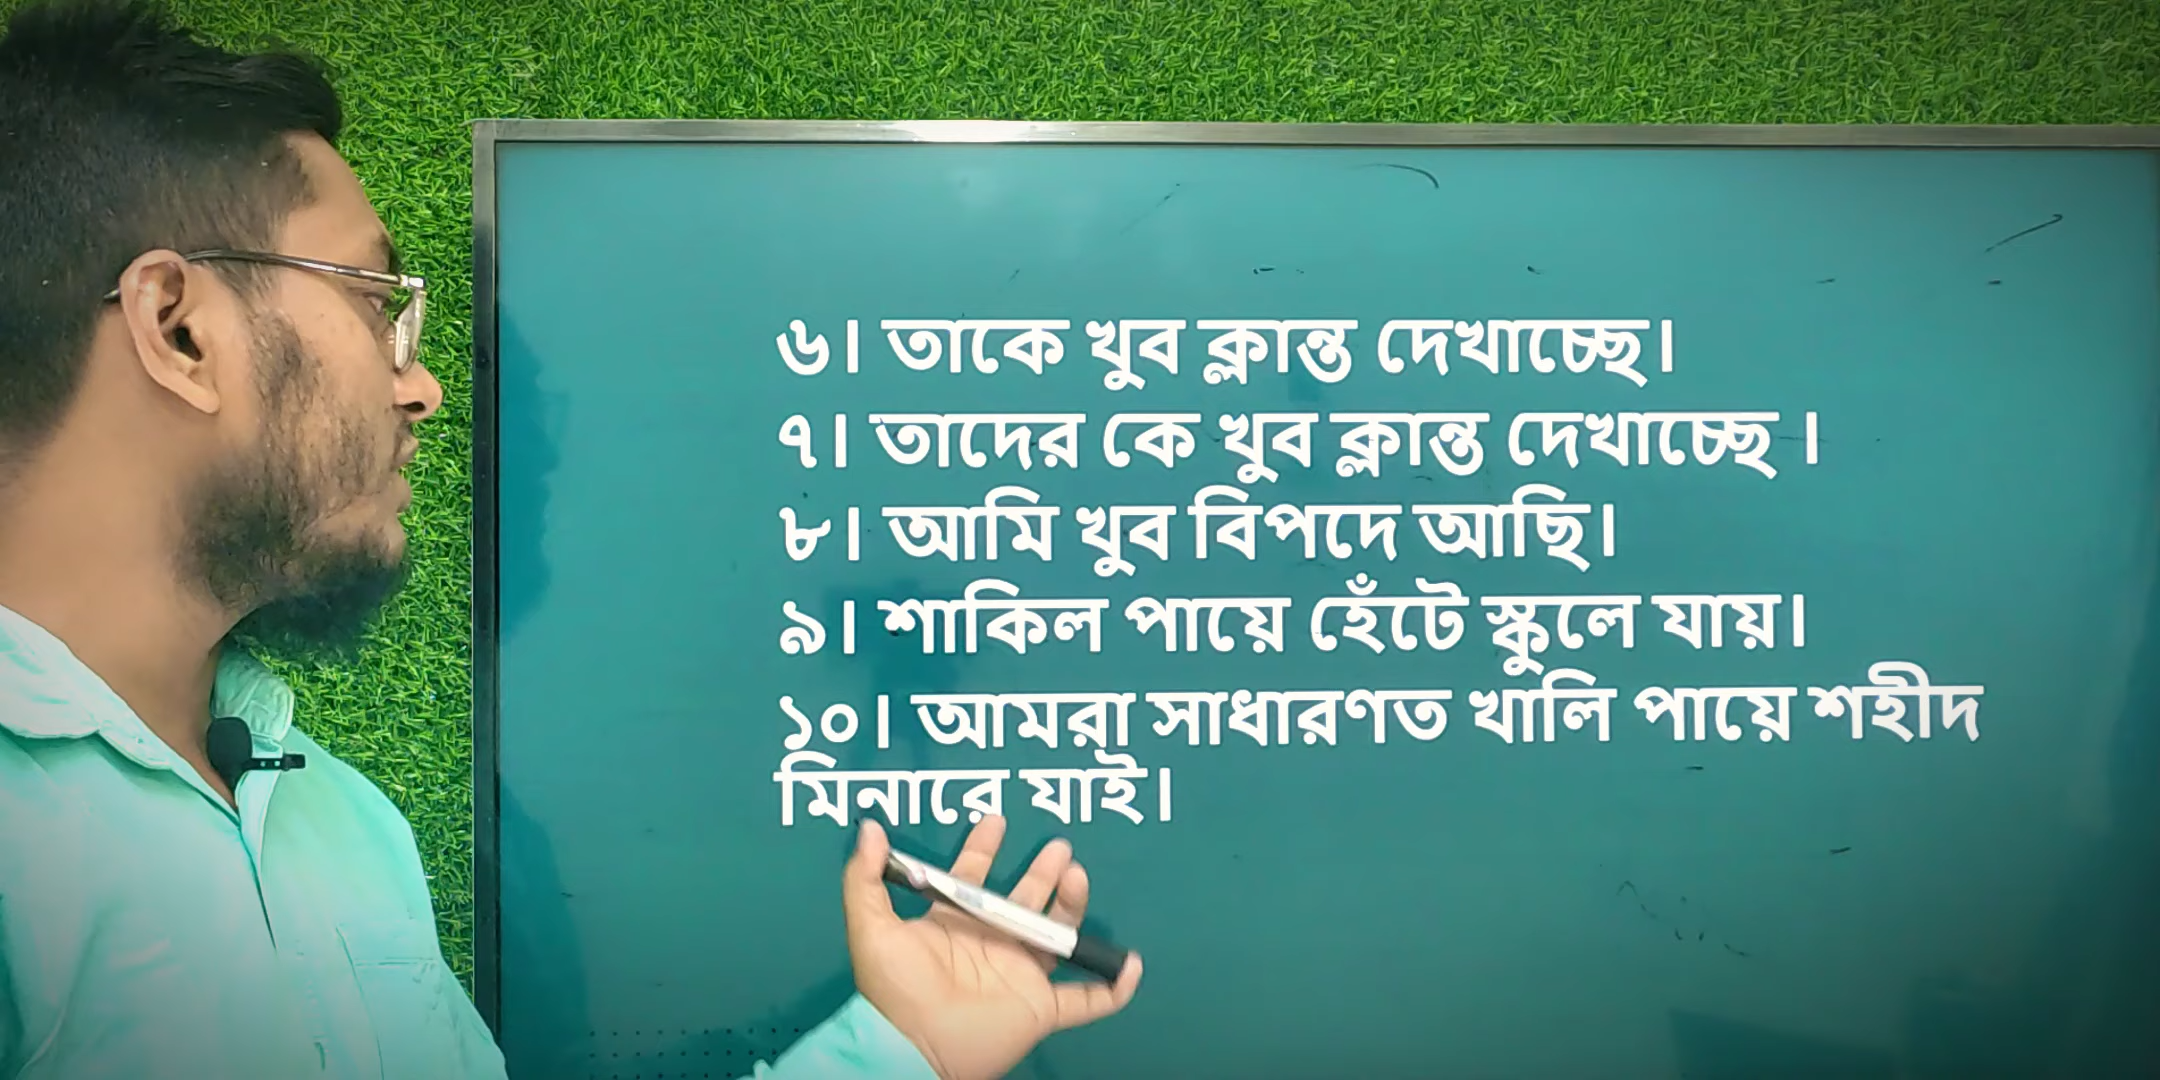 ৬। তাকে খুব ক্লান্ত দেখাচ্ছে।
৭। তাদের কে খুব ক্লান্ত দেখাচ্ছে ।
৮। আমি খুব বিপদে আছি।
৯। শাকিল পায়ে হেঁটে স্কুলে যায়।
১০। আমরা সাধারণত খালি পায়ে শহীদ
মিনারে যাই।